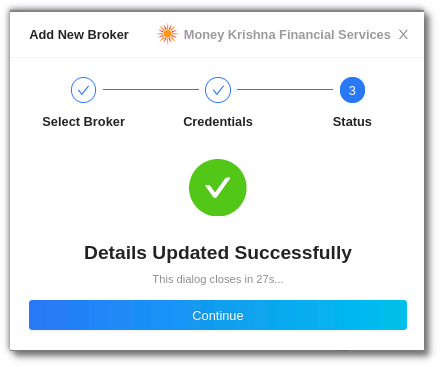 Add New Broker Money Krishna Financial Services X
3
Select Broker Credentials Status
Details Updated Successfully
This dialog closes in 27s...
Continue